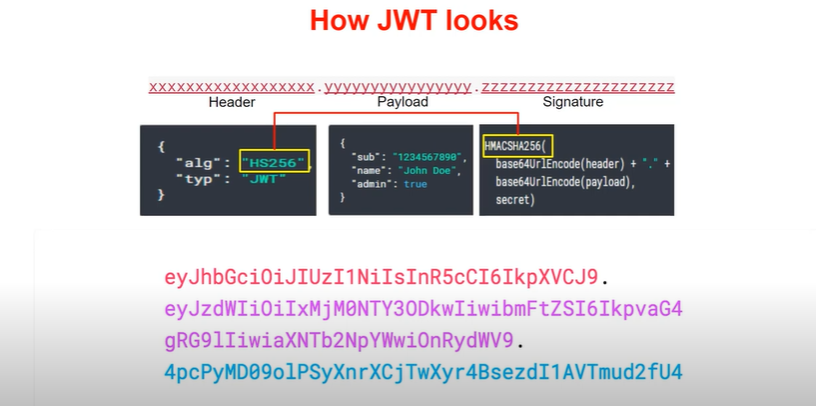 How JWT looks
xxxxxxxxxxxxxxxxxx.yyyyyyyyyyyyyyyy.zzzzzzzzzzzzzzzzzzzzz
Header Payload Signature
{
"alg": "HS256",
"typ": "JWT"
}
{
"sub": "1234567890",
"name": "John Doe",
"admin": true
}
HMACSHA256(
base64UrlEncode(header) + "." +
base64UrlEncode(payload),
secret)
eyJhbGciOiJIUzI1NiIsInR5cCI6IkpXVCJ9.
eyJzdWIiOiIxMjM0NTY3ODkwIiwibmFtZSI6IkpvaG4
gRG9lIiwiaXNTb2NpYWwiOnRydWV9.
4pcPyMD09olPSyXnrXCjTwXyr4BsezdI1AVTmud2fU4